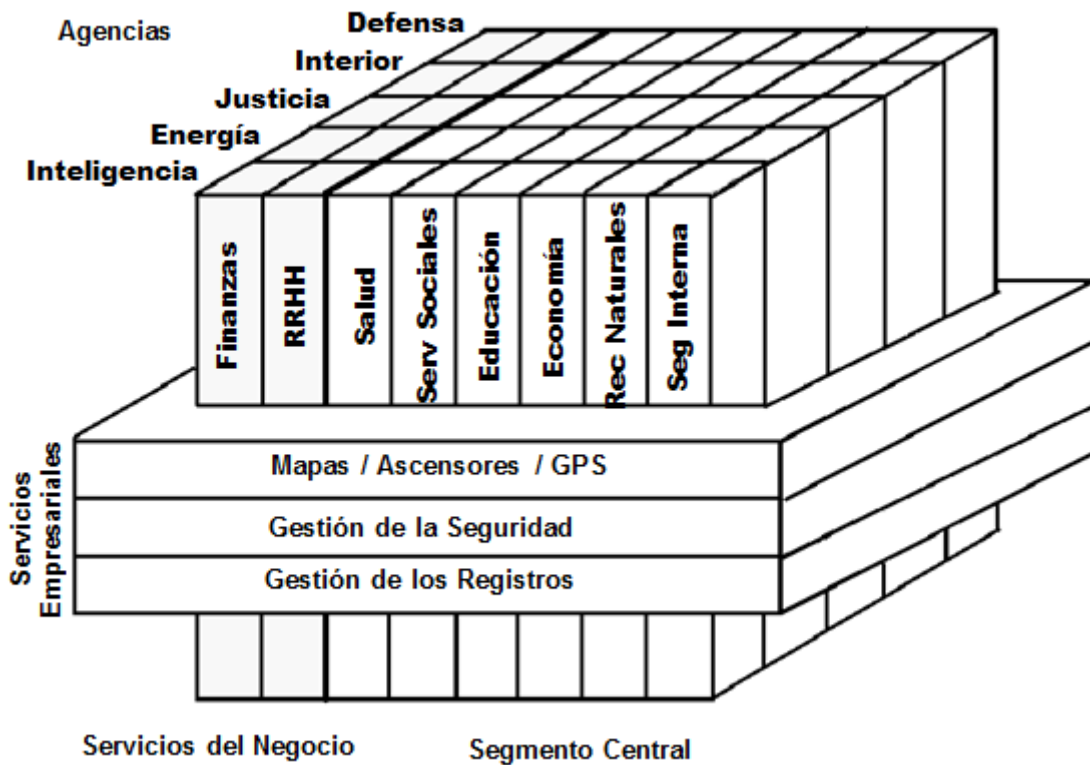 Agencias
Defensa
Interior
Justicia
Energía
Inteligencia
Finanzas
RRHH
Salud
Serv Sociales
Educación
Economía
Rec Naturales
Seg Interna
Servicios
Empresariales
Mapas / Ascensores / GPS
Gestión de la Seguridad
Gestión de los Registros
Servicios del Negocio
Segmento Central